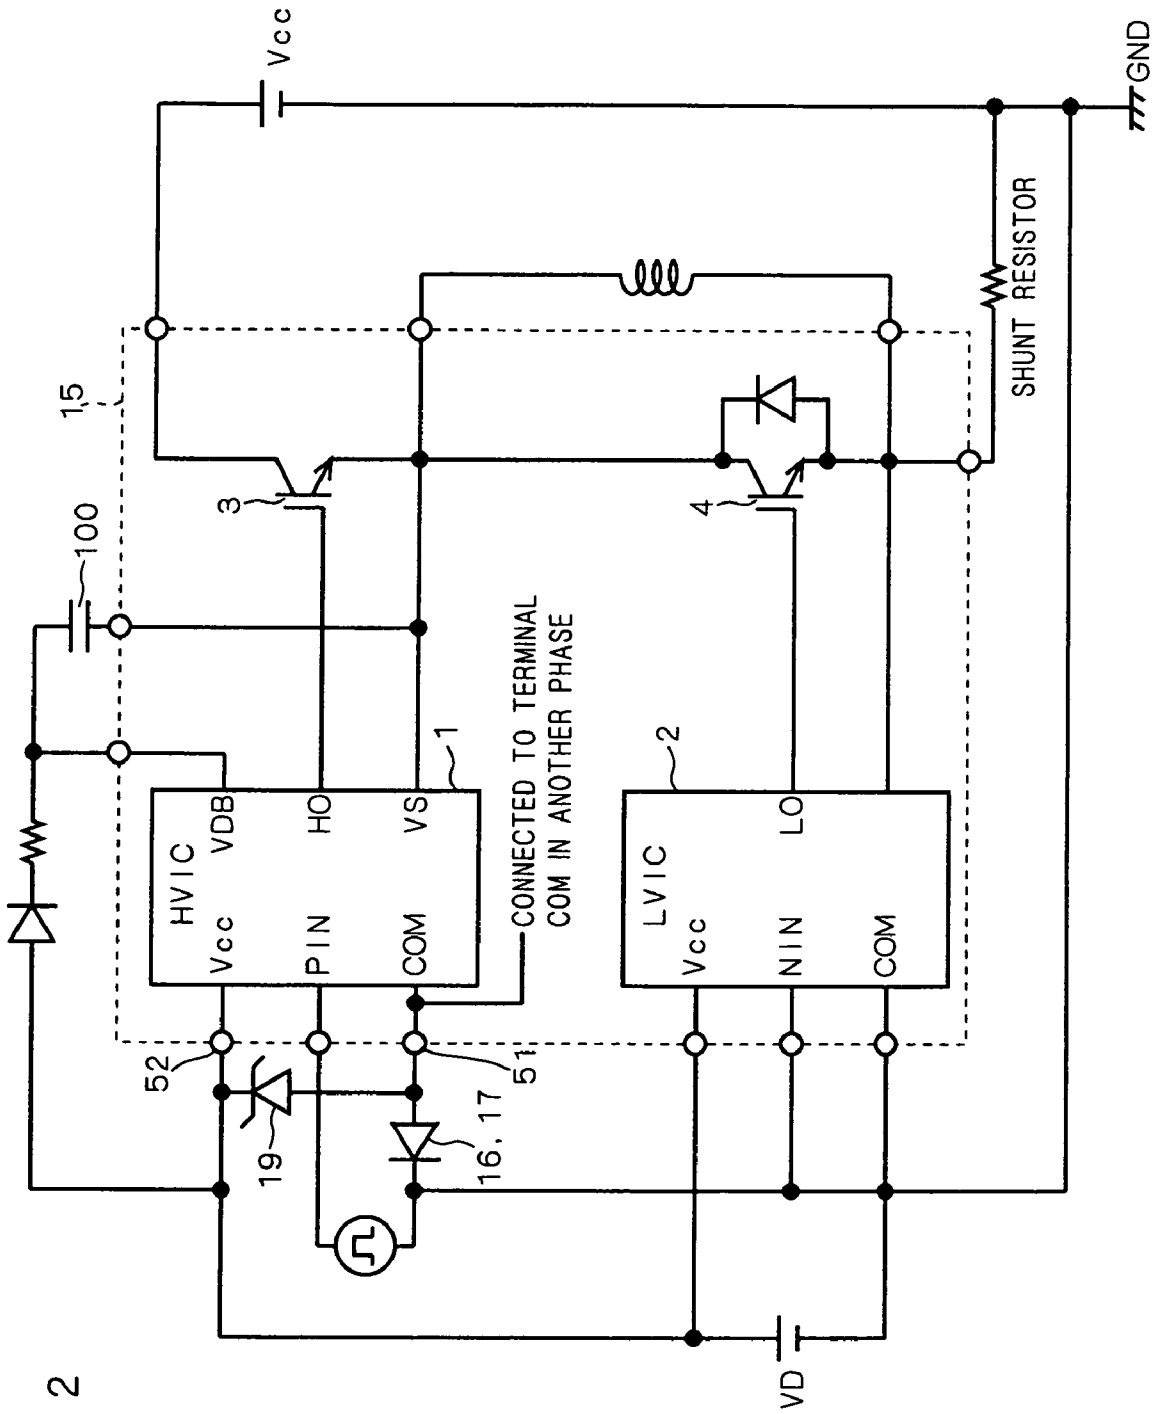 2
15
100
Vcc
GND
SHUNT RESISTOR
3
4
1
HVIC
Vcc
VDB
PIN
HO
COM
VS
CONNECTED TO TERMINAL
COM IN ANOTHER PHASE
2
LVIC
Vcc
NIN
LO
COM
52
51
19
16, 17
VD